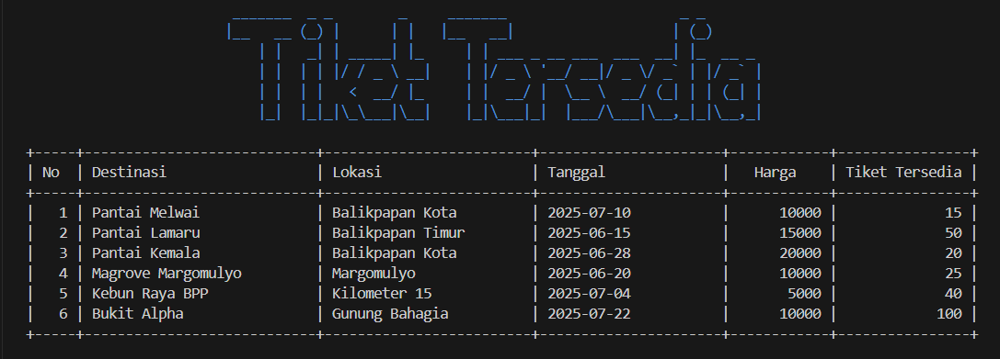 Tiket Tersedia
No Destinasi Lokasi Tanggal Harga Tiket Tersedia
1 Pantai Melwai Balikpapan Kota 2025-07-10 10000 15
2 Pantai Lamaru Balikpapan Timur 2025-06-15 15000 50
3 Pantai Kemala Balikpapan Kota 2025-06-28 20000 20
4 Magrove Margomulyo Margomulyo 2025-06-20 10000 25
5 Kebun Raya BPP Kilometer 15 2025-07-04 5000 40
6 Bukit Alpha Gunung Bahagia 2025-07-22 10000 100